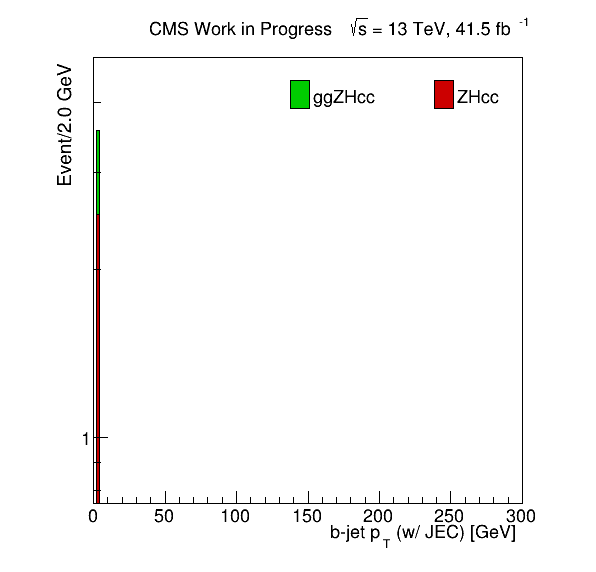 CMS Work in Progress √s = 13 TeV, 41.5 fb⁻¹
Event/2.0 GeV
ggZHcc ZHcc
1
0 50 100 150 200 250 300
b-jet p_T (w/ JEC) [GeV]